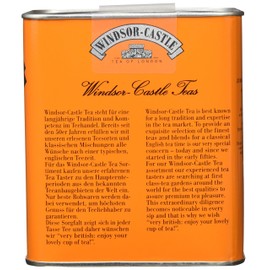 WINDSOR-CASTLE
TEA OF LONDON
Windsor-Castle Teas
Windsor-Castle Tea steht für eine
langjährige Tradition und Kom-
petenz im Teehandel. Bereits seit
den 50er Jahren erfüllen wir mit
unseren erlesenen Teesorten und
klassischen Mischungen alle
Wünsche nach einer typischen,
englischen Teezeit.
Für das Windsor-Castle Tea Sor-
timent kaufen unsere erfahrenen
Tea Taster zu den Haupternte-
perioden aus den bekannten
Teeanbaugebieten der Welt ein.
Nur beste Rohwaren werden da-
bei verwendet, um höchsten
Genuss für den Teeliebhaber zu
garantieren.
Diese Sorgfalt zeigt sich in jeder
Tasse Tee und daher wünschen
wir "very british: enjoy your
lovely cup of tea!".
Windsor-Castle Tea is best known
for a long tradition and expertise
in the tea market. To provide an
exquisite selection of the finest
teas and blends for a classical
English tea time is our very special
concern – today and since we
started in the early fifties.
For our Windsor-Castle Tea
assortment our experienced tea
tasters are searching at first
class tea gardens around the
world for the best qualities to
assure premium tea pleasure.
This extraordinary diligence
becomes noticeable in every cup
and that is why we wish
"very british: enjoy your lovely
cup of tea!".